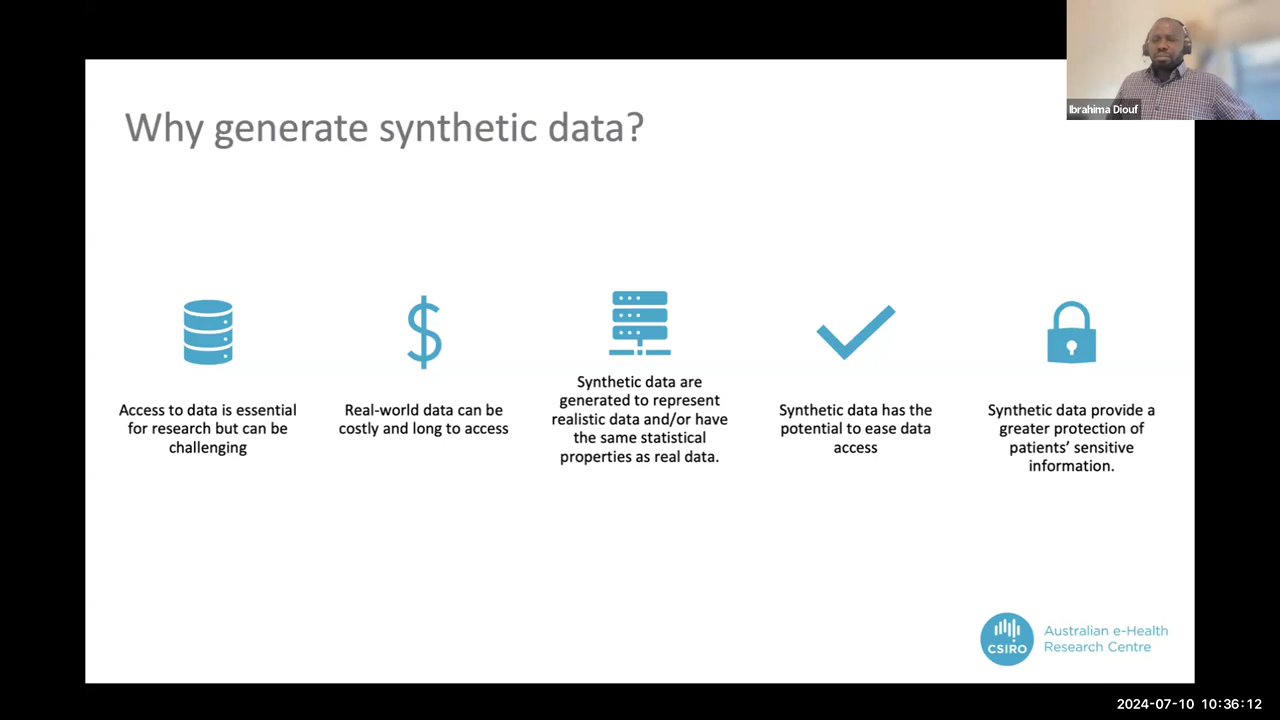 Ibrahima Diouf
Why generate synthetic data?
Access to data is essential
for research but can be
challenging
Real-world data can be
costly and long to access
Synthetic data are
generated to represent
realistic data and/or have
the same statistical
properties as real data.
Synthetic data has the
potential to ease data
access
Synthetic data provide a
greater protection of
patients’ sensitive
information.
CSIRO
Australian e-Health
Research Centre
2024-07-10 10:36:12